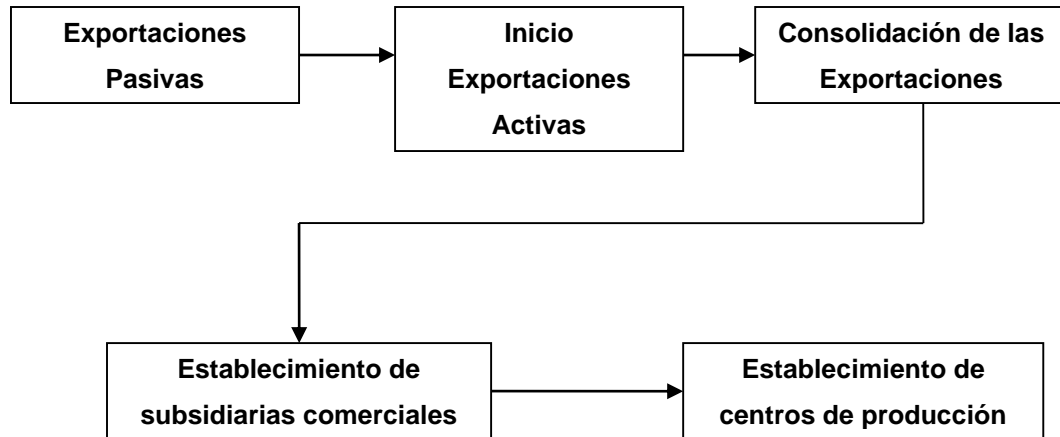 Exportaciones
Pasivas
Inicio
Exportaciones
Activas
Consolidación de las
Exportaciones
Establecimiento de
subsidiarias comerciales
Establecimiento de
centros de producción